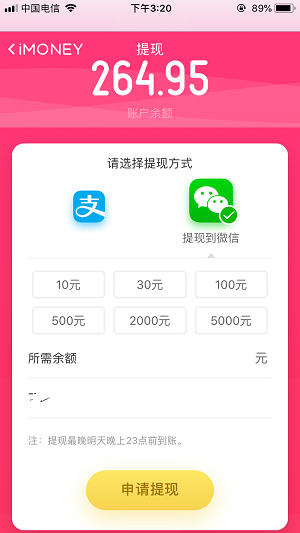 中国电信 下午3:20 89%
iMONEY 提现
264.95
账户余额
请选择提现方式
支
提现到微信
10元 30元 100元
500元 2000元 5000元
所需余额 元
注：提现最晚明天晚上23点前到账。
申请提现